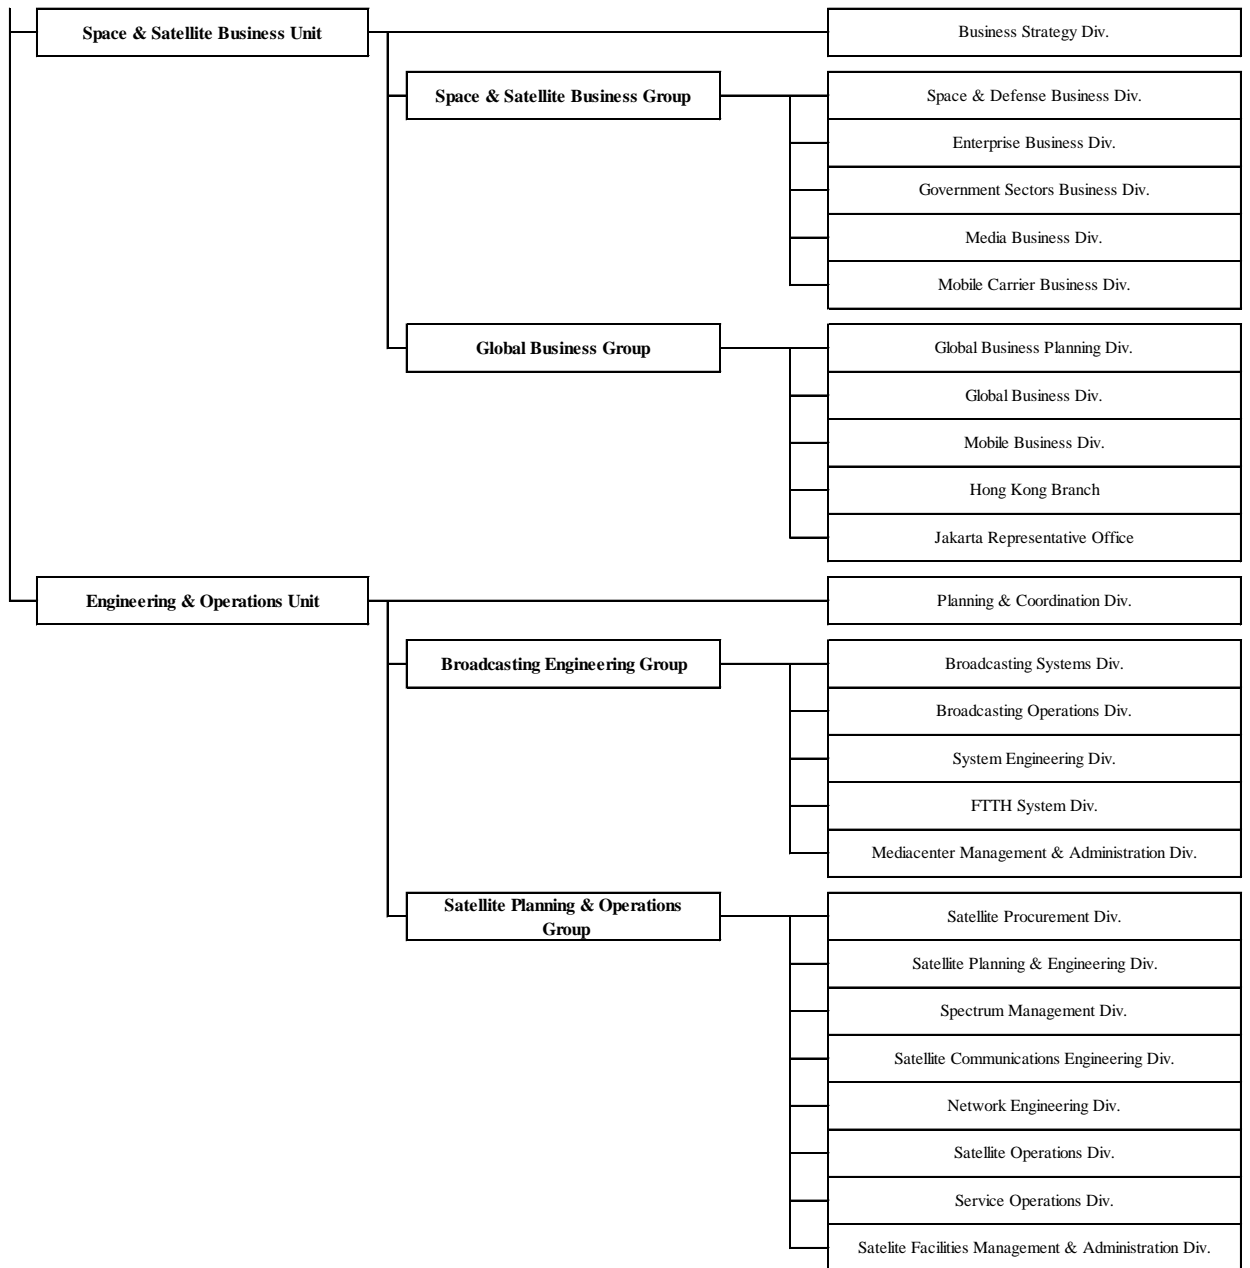 Space & Satellite Business Unit
Business Strategy Div.
Space & Satellite Business Group
Space & Defense Business Div.
Enterprise Business Div.
Government Sectors Business Div.
Media Business Div.
Mobile Carrier Business Div.
Global Business Group
Global Business Planning Div.
Global Business Div.
Mobile Business Div.
Hong Kong Branch
Jakarta Representative Office
Engineering & Operations Unit
Planning & Coordination Div.
Broadcasting Engineering Group
Broadcasting Systems Div.
Broadcasting Operations Div.
System Engineering Div.
FTTH System Div.
Mediacenter Management & Administration Div.
Satellite Planning & Operations
Group
Satellite Procurement Div.
Satellite Planning & Engineering Div.
Spectrum Management Div.
Satellite Communications Engineering Div.
Network Engineering Div.
Satellite Operations Div.
Service Operations Div.
Satelite Facilities Management & Administration Div.